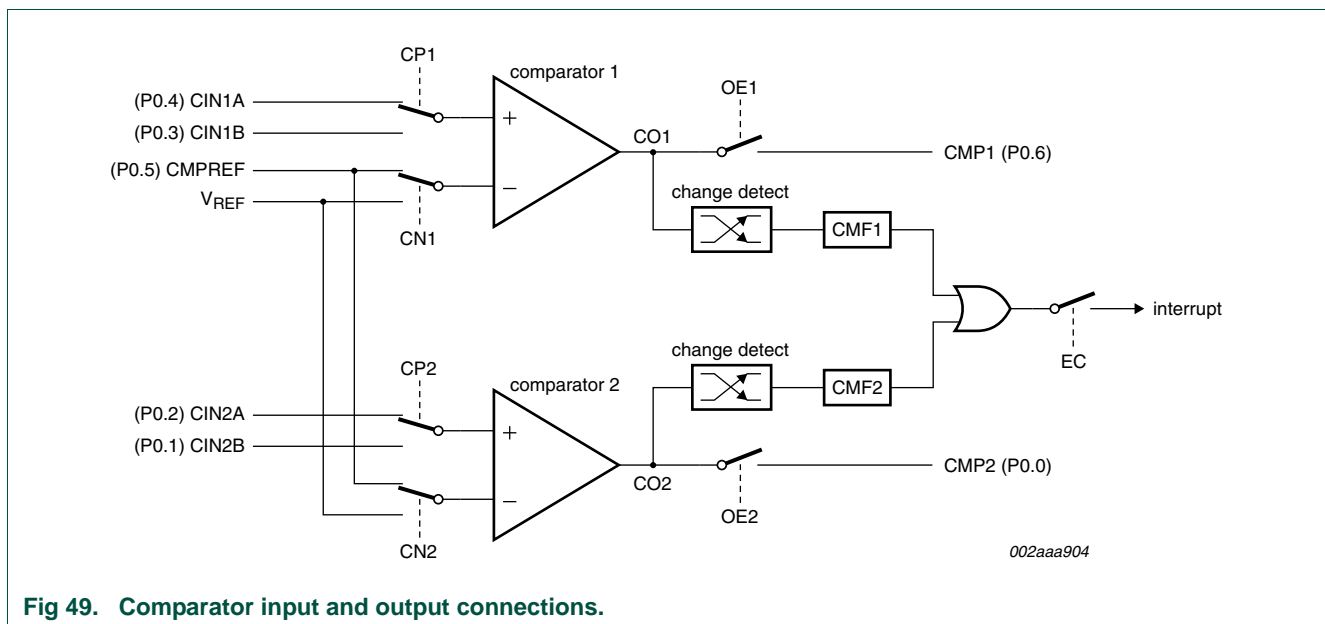 CP1
comparator 1
OE1
(P0.4) CIN1A
+
CO1
(P0.3) CIN1B
CMP1 (P0.6)
(P0.5) CMPREF
−
change detect
VREF
CN1
CMF1
interrupt
EC
CP2
comparator 2
change detect
CMF2
(P0.2) CIN2A
+
(P0.1) CIN2B
CO2
CMP2 (P0.0)
−
OE2
CN2
002aaa904
Fig 49. Comparator input and output connections.